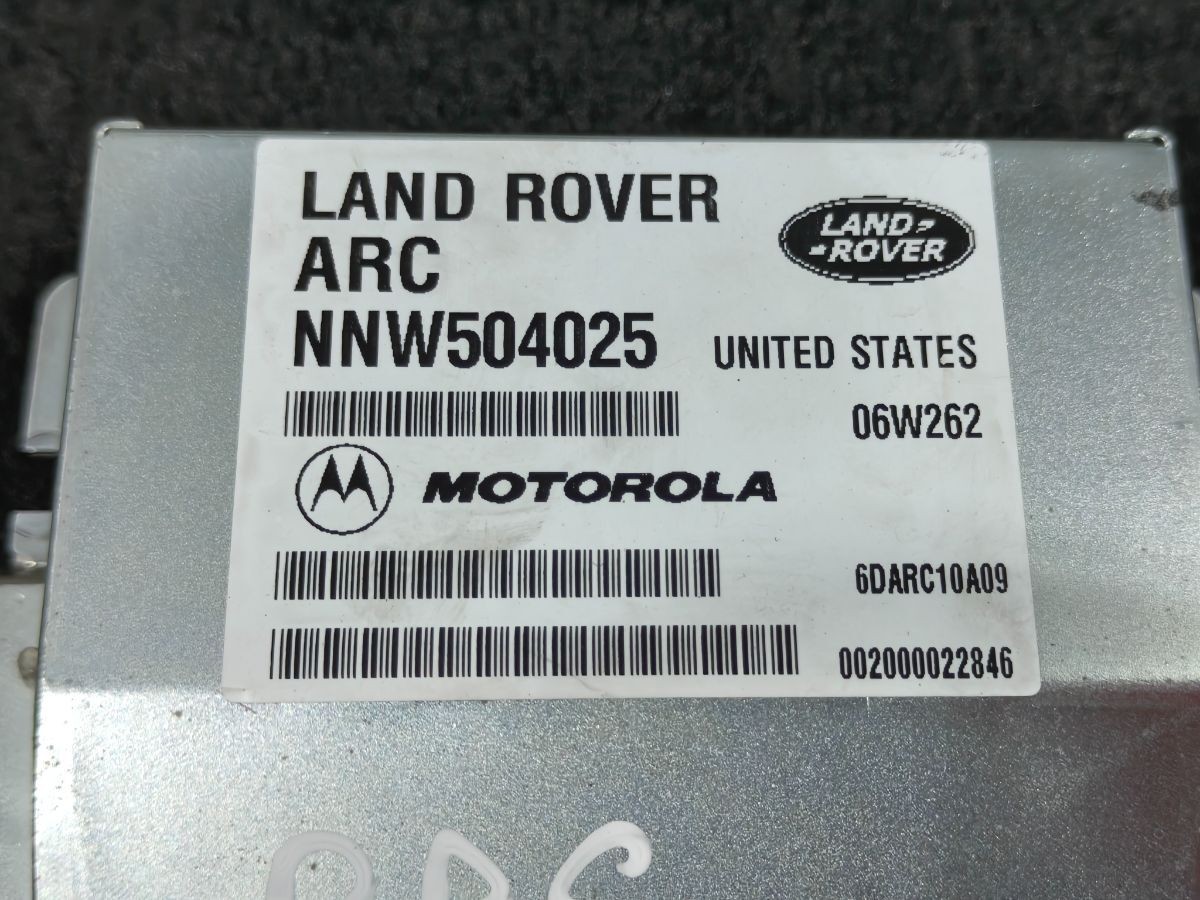 LAND ROVER
LAND ROVER
ARC
NNW504025
UNITED STATES
06W262
MOTOROLA
6DARC10A09
002000022846